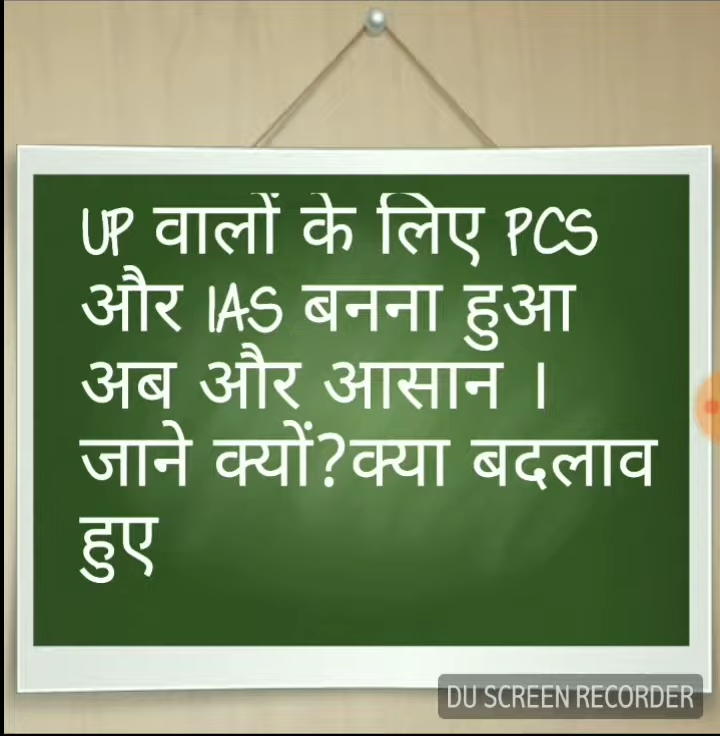 UP वालों के लिए PCS
और IAS बनना हुआ
अब और आसान ।
जाने क्यों?क्या बदलाव
हुए
DU SCREEN RECORDER